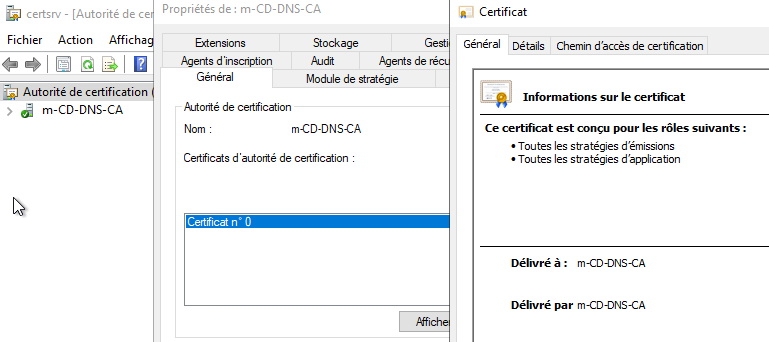 certsrv - [Autorité de cert
Fichier Action Affichag
Autorité de certification (
m-CD-DNS-CA
Propriétés de : m-CD-DNS-CA
Extensions Stockage Gesti
Agents d'inscription Audit Agents de récu
Général Module de stratégie
Autorité de certification
Nom : m-CD-DNS-CA
Certificats d'autorité de certification :
Certificat n° 0
Afficher
Certificat
Général Détails Chemin d'accès de certification
Informations sur le certificat
Ce certificat est conçu pour les rôles suivants :
• Toutes les stratégies d'émissions
• Toutes les stratégies d'application
Délivré à : m-CD-DNS-CA
Délivré par m-CD-DNS-CA